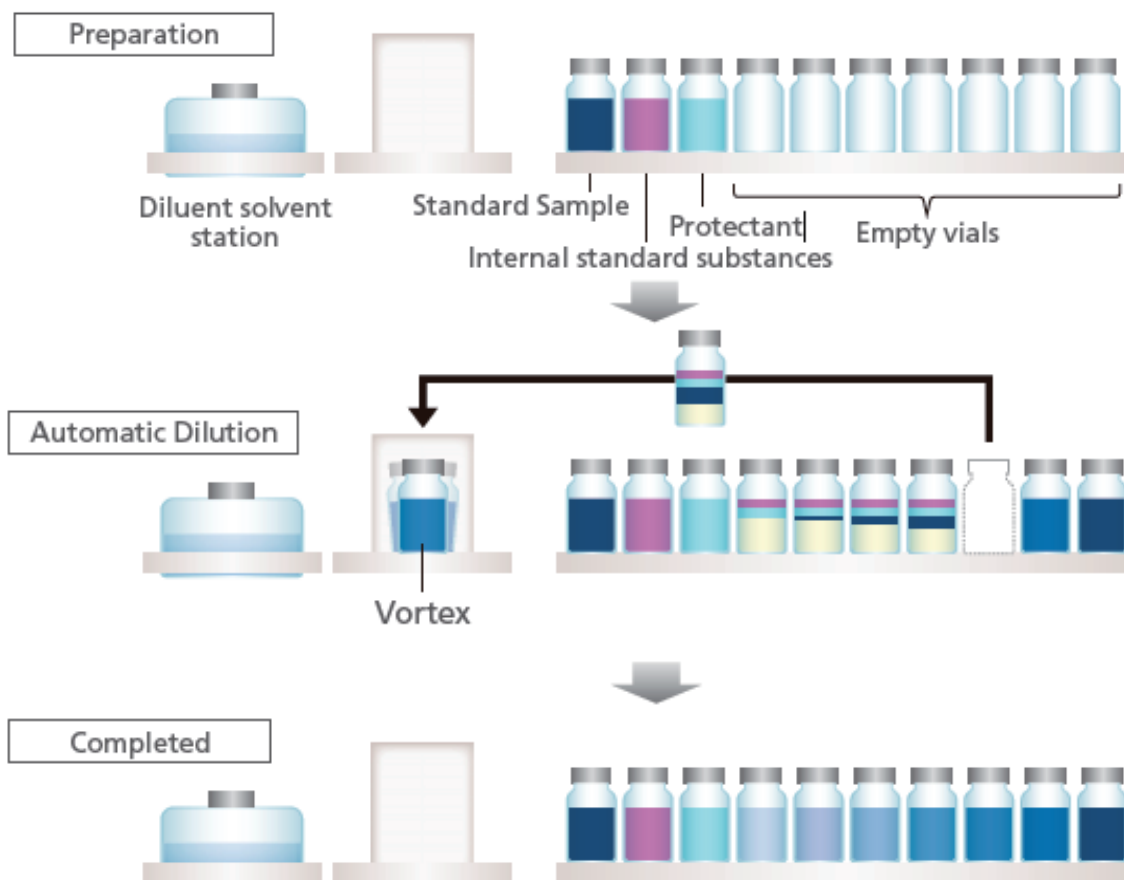 Preparation
Diluent solvent
station
Standard Sample
Protectant
Internal standard substances
Empty vials
Automatic Dilution
Vortex
Completed